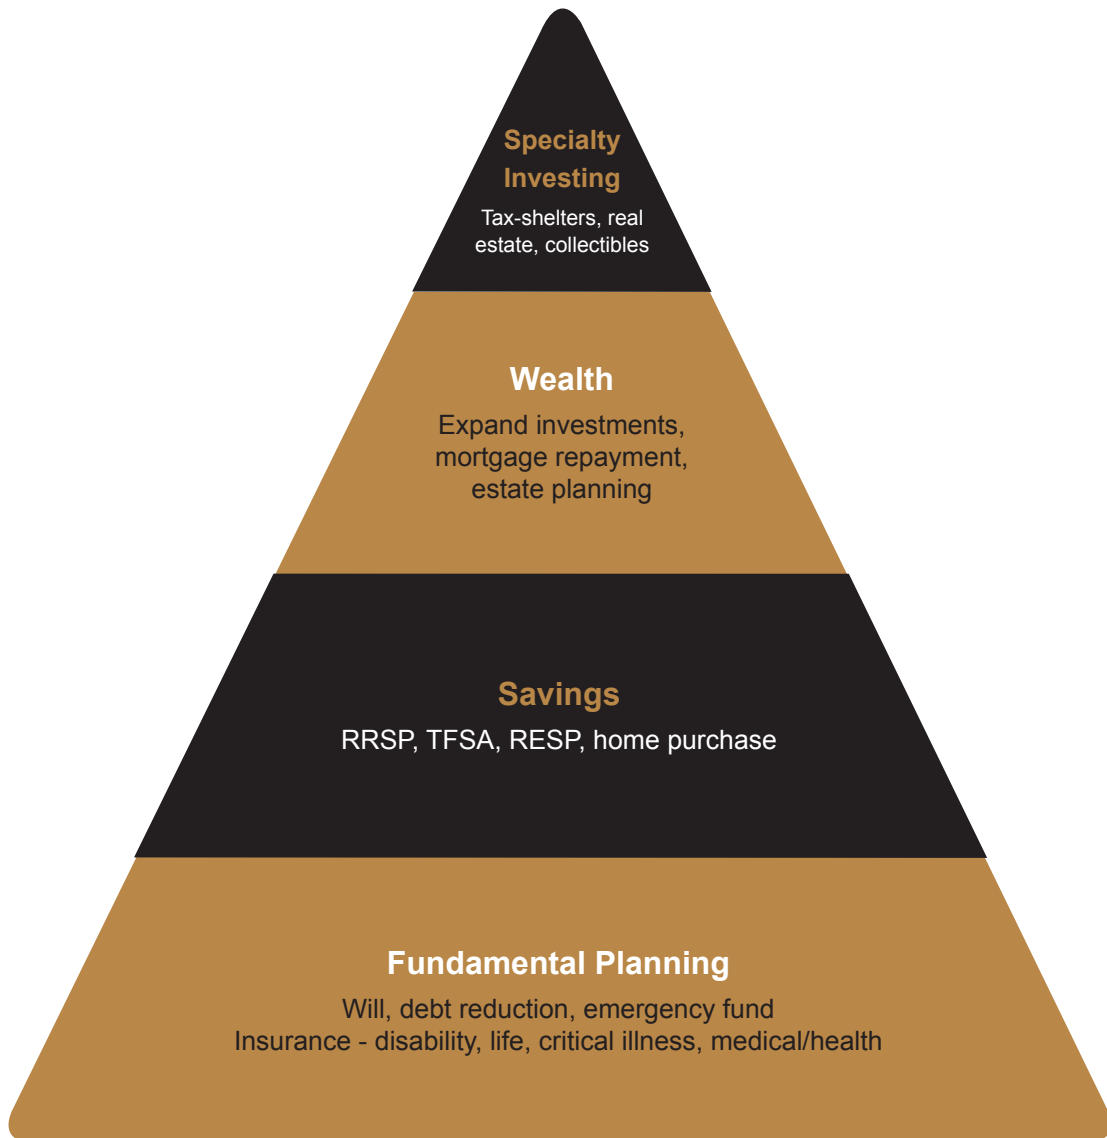 Specialty
Investing
Tax-shelters, real
estate, collectibles
Wealth
Expand investments,
mortgage repayment,
estate planning
Savings
RRSP, TFSA, RESP, home purchase
Fundamental Planning
Will, debt reduction, emergency fund
Insurance - disability, life, critical illness, medical/health